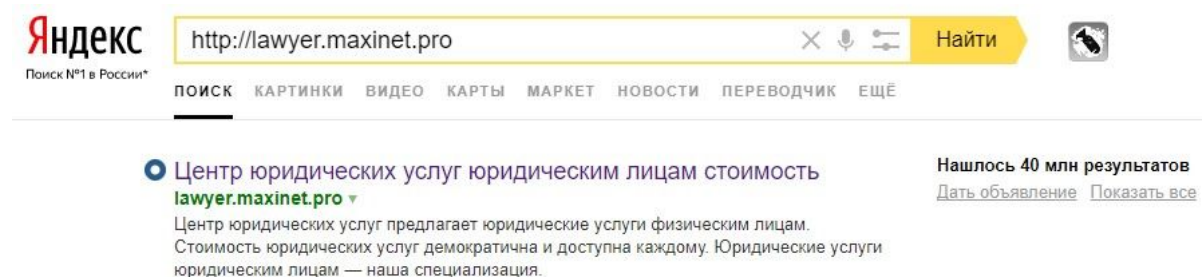 Яндекс
Поиск №1 в России*
http://lawyer.maxinet.pro
Найти
ПОИСК КАРТИНКИ ВИДЕО КАРТЫ МАРКЕТ НОВОСТИ ПЕРЕВОДЧИК ЕЩЁ
Центр юридических услуг юридическим лицам стоимость
lawyer.maxinet.pro
Центр юридических услуг предлагает юридические услуги физическим лицам.
Стоимость юридических услуг демократична и доступна каждому. Юридические услуги
юридическим лицам — наша специализация.
Нашлось 40 млн результатов
Дать объявление Показать все